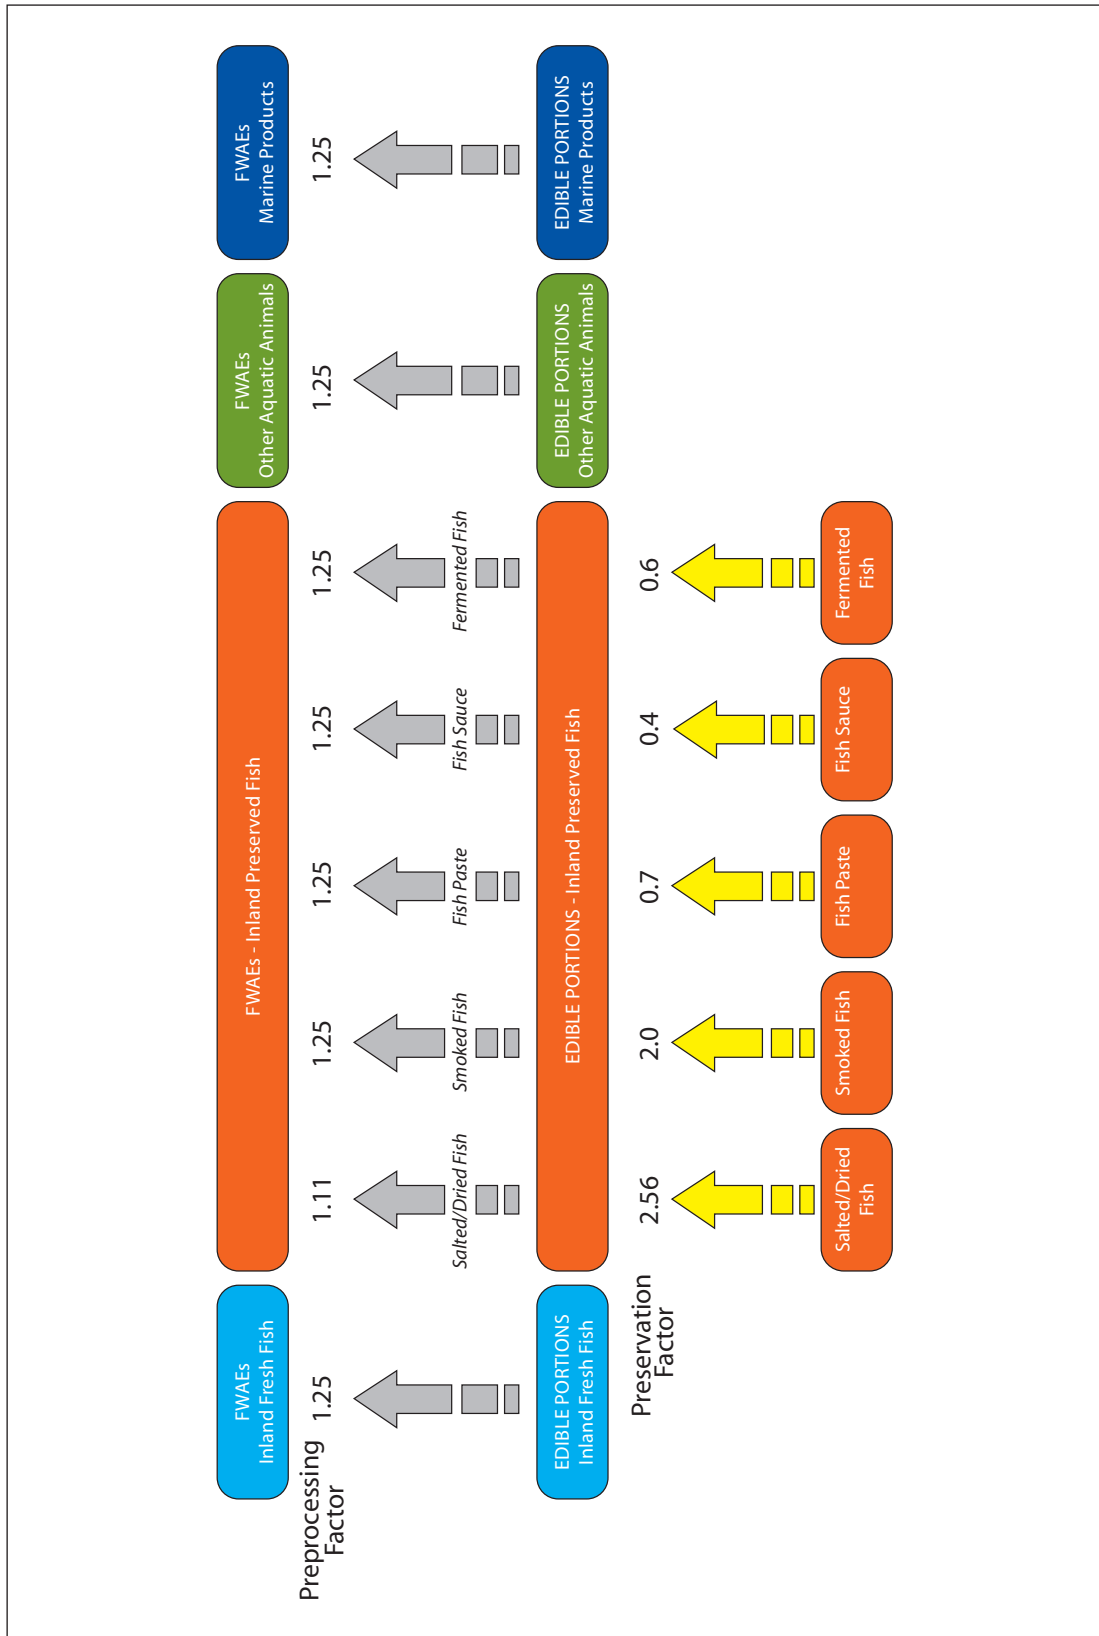 FWAEs
Inland Fresh Fish
FWAEs - Inland Preserved Fish
FWAEs
Other Aquatic Animals
FWAEs
Marine Products
Preprocessing
Factor
1.25
1.11
1.25
1.25
1.25
1.25
1.25
1.25
Salted/Dried Fish
Smoked Fish
Fish Paste
Fish Sauce
Fermented Fish
EDIBLE PORTIONS
Inland Fresh Fish
EDIBLE PORTIONS - Inland Preserved Fish
EDIBLE PORTIONS
Other Aquatic Animals
EDIBLE PORTIONS
Marine Products
Preservation
Factor
2.56
2.0
0.7
0.4
0.6
Salted/Dried
Fish
Smoked Fish
Fish Paste
Fish Sauce
Fermented
Fish